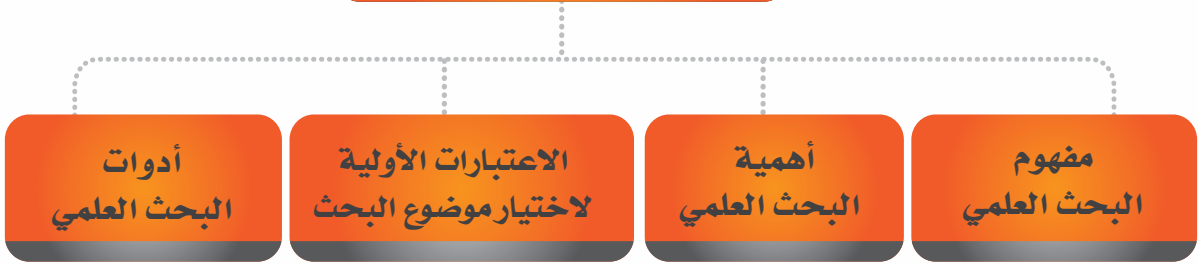 مفهوم
البحث العلمي
أهمية
البحث العلمي
الاعتبارات الأولية
لاختيار موضوع البحث
أدوات
البحث العلمي